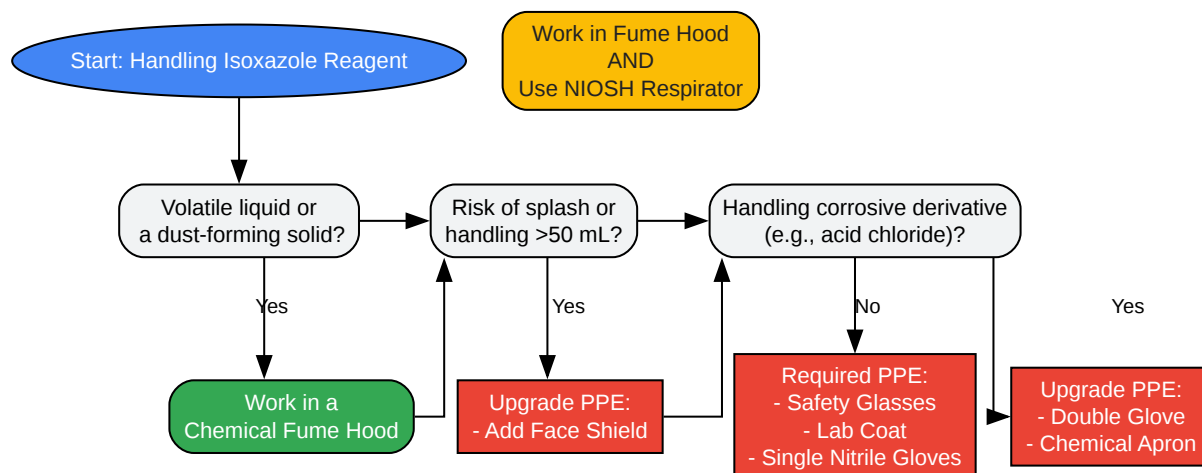 Start: Handling Isoxazole Reagent
Work in Fume Hood
AND
Use NIOSH Respirator
Volatile liquid or
a dust-forming solid?
Risk of splash or
handling >50 mL?
Handling corrosive derivative
(e.g., acid chloride)?
Yes
Yes
No
Yes
Work in a
Chemical Fume Hood
Upgrade PPE:
- Add Face Shield
Required PPE:
- Safety Glasses
- Lab Coat
- Single Nitrile Gloves
Upgrade PPE:
- Double Glove
- Chemical Apron